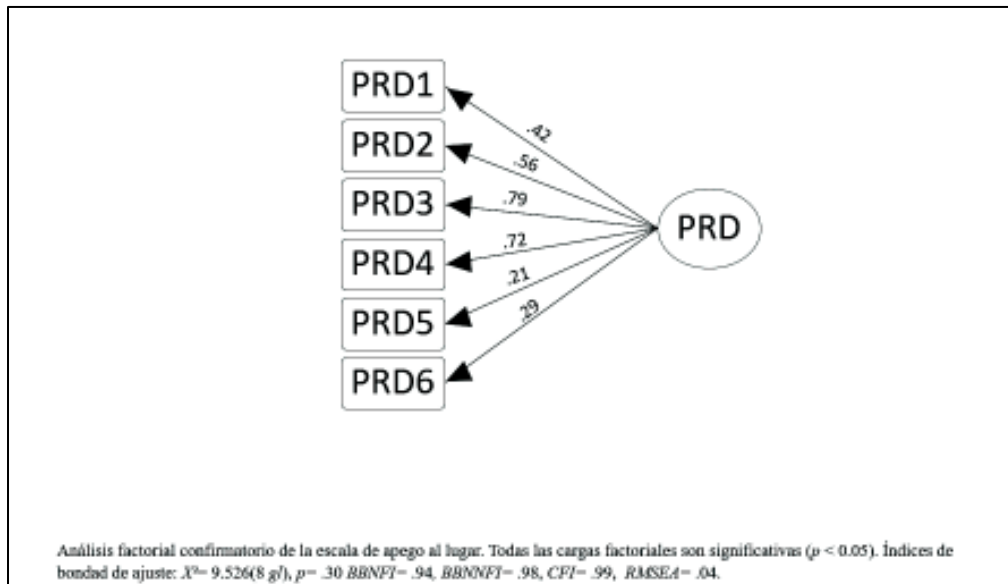 PRD1
.42
PRD2
.56
PRD3
.79
PRD
PRD4
.72
PRD5
.21
PRD6
.29
Análisis factorial confirmatorio de la escala de apego al lugar. Todas las cargas factoriales son significativas (p < 0.05). Índices de
bondad de ajuste: X²= 9.526(8 gl), p= .30 BBNFI= .94, BBNNFI= .98, CFI= .99, RMSEA= .04.